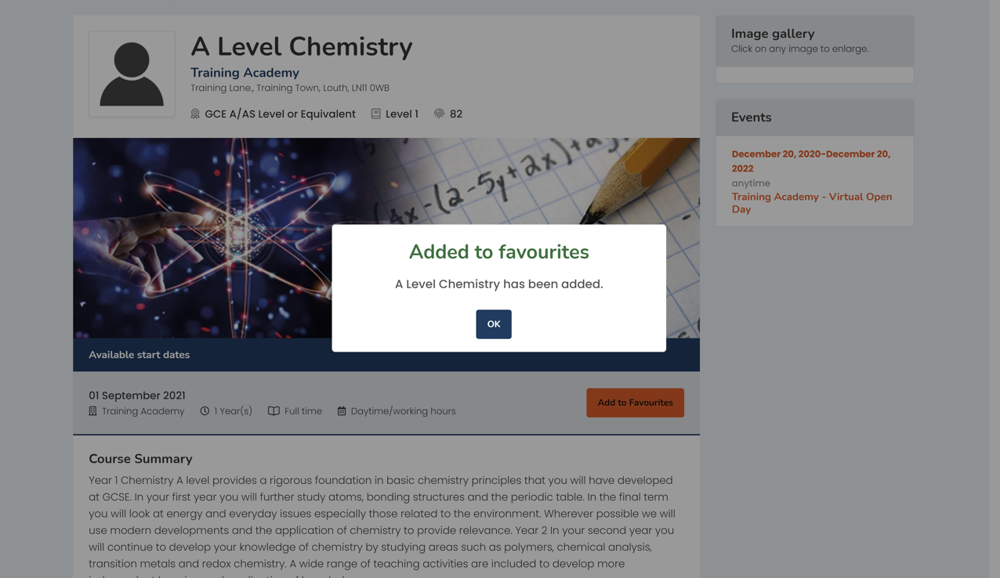 A Level Chemistry
Training Academy
Training Lane., Training Town, Louth, LN11 0WB
GCE A/AS Level or Equivalent Level 1 82
Added to favourites
A Level Chemistry has been added.
OK
Available start dates
01 September 2021
Training Academy 1 Year(s) Full time Daytime/working hours
Add to Favourites
Course Summary
Year 1 Chemistry A level provides a rigorous foundation in basic chemistry principles that you will have developed
at GCSE. In your first year you will further study atoms, bonding structures and the periodic table. In the final term
you will look at energy and everyday issues especially those related to the environment. Wherever possible we will
use modern developments and the application of chemistry to provide relevance. Year 2 In your second year you
will continue to develop your knowledge of chemistry by studying areas such as polymers, chemical analysis,
transition metals and redox chemistry. A wide range of teaching activities are included to develop more
Image gallery
Click on any image to enlarge.
Events
December 20, 2020-December 20,
2022
anytime
Training Academy - Virtual Open
Day